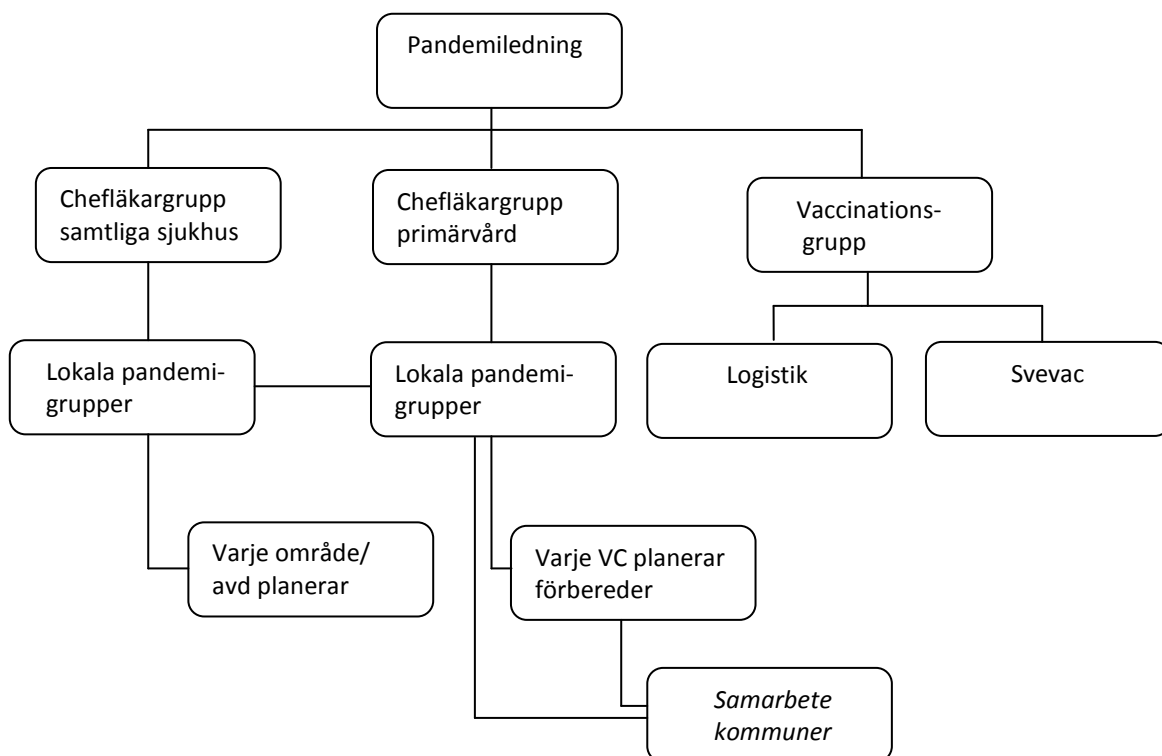 Pandemiledning
Chefläkargrupp
samtliga sjukhus
Chefläkargrupp
primärvård
Vaccinations-
grupp
Lokala pandemi-
grupper
Lokala pandemi-
grupper
Logistik
Svevac
Varje område/
avd planerar
Varje VC planerar
förbereder
Samarbete
kommuner